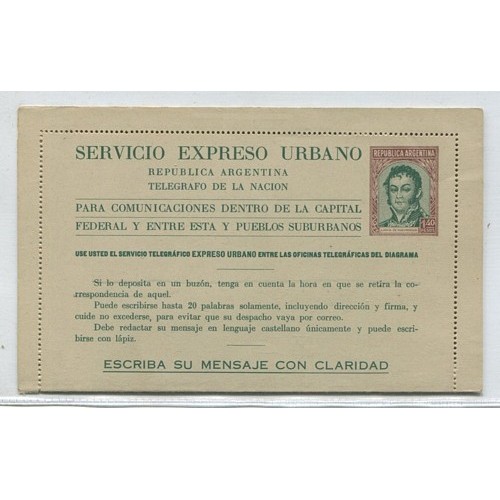 SERVICIO EXPRESO URBANO
REPÚBLICA ARGENTINA
TELEGRAFO DE LA NACION
PARA COMUNICACIONES DENTRO DE LA CAPITAL
FEDERAL Y ENTRE ESTA Y PUEBLOS SUBURBANOS
REPUBLICA ARGENTINA
1.40
USE USTED EL SERVICIO TELEGRÁFICO EXPRESO URBANO ENTRE LAS OFICINAS TELEGRÁFICAS DEL DIAGRAMA
Si lo deposita en un buzón, tenga en cuenta la hora en que se retira la co-
rrespondencia de aquel.
Puede escribirse hasta 20 palabras solamente, incluyendo dirección y firma, y
cuide no excederse, para evitar que su despacho vaya por correo.
Debe redactar su mensaje en lenguaje castellano únicamente y puede escri-
birse con lápiz.
ESCRIBA SU MENSAJE CON CLARIDAD